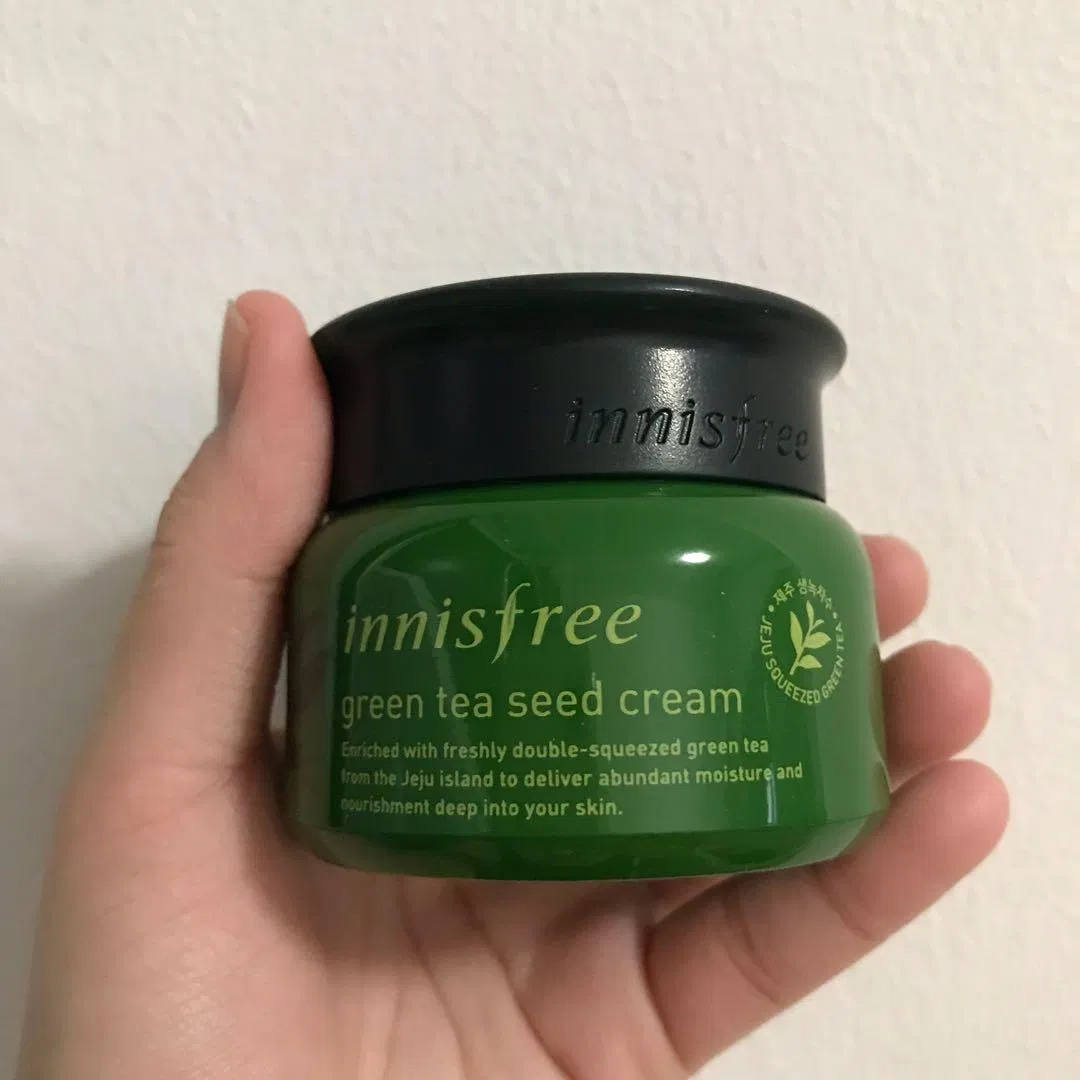 innisfree
innisfree
green tea seed cream
Enriched with freshly double-squeezed green tea
from the Jeju island to deliver abundant moisture and
nourishment deep into your skin.
• 제주 생녹차수 •
JEJU SQUEEZED GREEN TEA